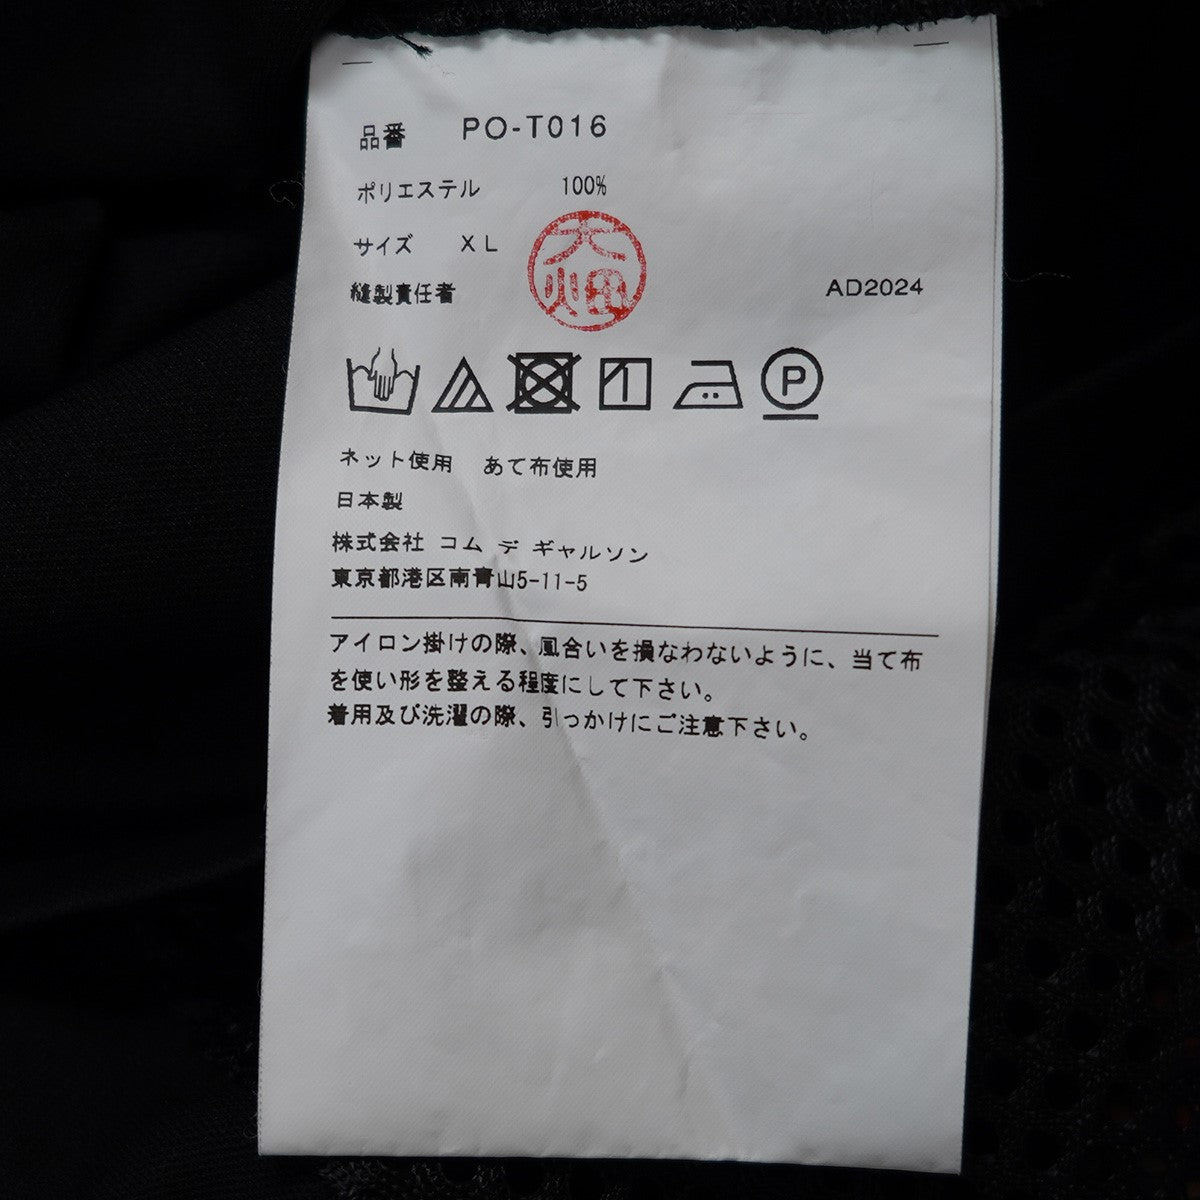 品番 PO-T016
ポリエステル 100%
サイズ XL
大畑
縫製責任者
AD2024
P
ネット使用 あて布使用
日本製
株式会社 コム デ ギャルソン
東京都港区南青山5-11-5
アイロン掛けの際、風合いを損なわないように、当て布
を使い形を整える程度にして下さい。
着用及び洗濯の際、引っかけにご注意下さい。